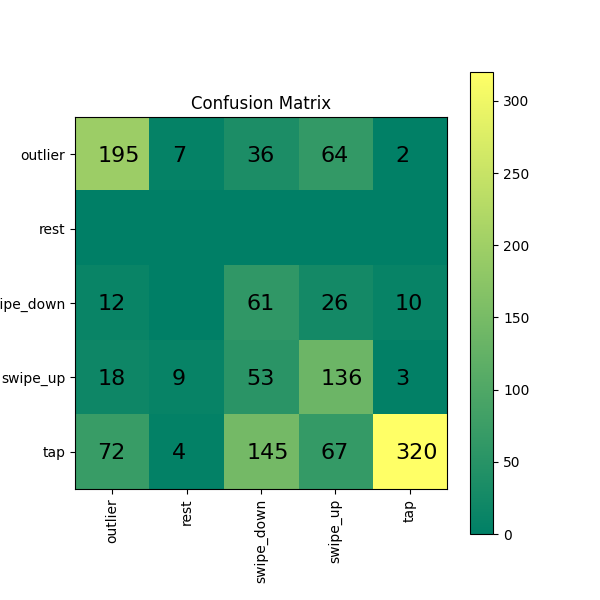 Confusion Matrix
outlier 195 7 36 64 2
rest
ipe_down 12 61 26 10
swipe_up 18 9 53 136 3
tap 72 4 145 67 320
outlier rest swipe_down swipe_up tap
300
250
200
150
100
50
0